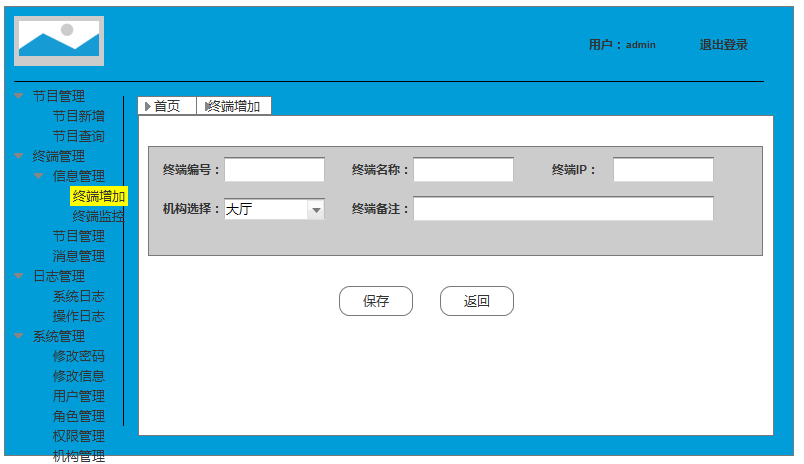 用户：admin 退出登录
节目管理
节目新增
节目查询
终端管理
信息管理
终端增加
终端监控
节目管理
消息管理
日志管理
系统日志
操作日志
系统管理
修改密码
修改信息
用户管理
角色管理
权限管理
机构管理
首页 终端增加
终端编号： 终端名称： 终端IP：
机构选择： 大厅 终端备注：
保存 返回